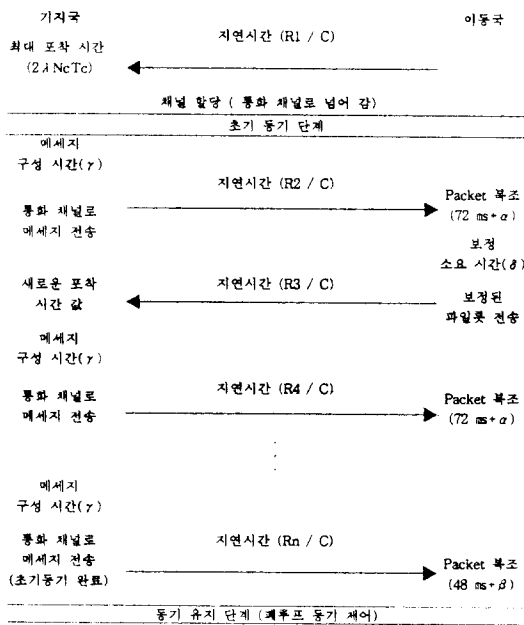 기지국
이동국
지연시간 (R1 / C)
최대 포착 시간
(2λNcTc)
채널 할당 ( 통화 채널로 넘어 감)
초기 동기 단계
메세지
구성 시간(γ)
지연시간 (R2 / C)
Packet 복조
(72 ms+α)
통화 채널로
메세지 전송
보정
소요 시간(δ)
새로운 포착
시간 값
지연시간 (R3 / C)
보정된
파일롯 전송
메세지
구성 시간(γ)
지연시간 (R4 / C)
통화 채널로
메세지 전송
Packet 복조
(72 ms+α)
메세지
구성 시간(γ)
지연시간 (Rn / C)
통화 채널로
메세지 전송
(초기동기 완료)
Packet 복조
(48 ms+β)
동기 유지 단계 (폐루프 동기 제어)